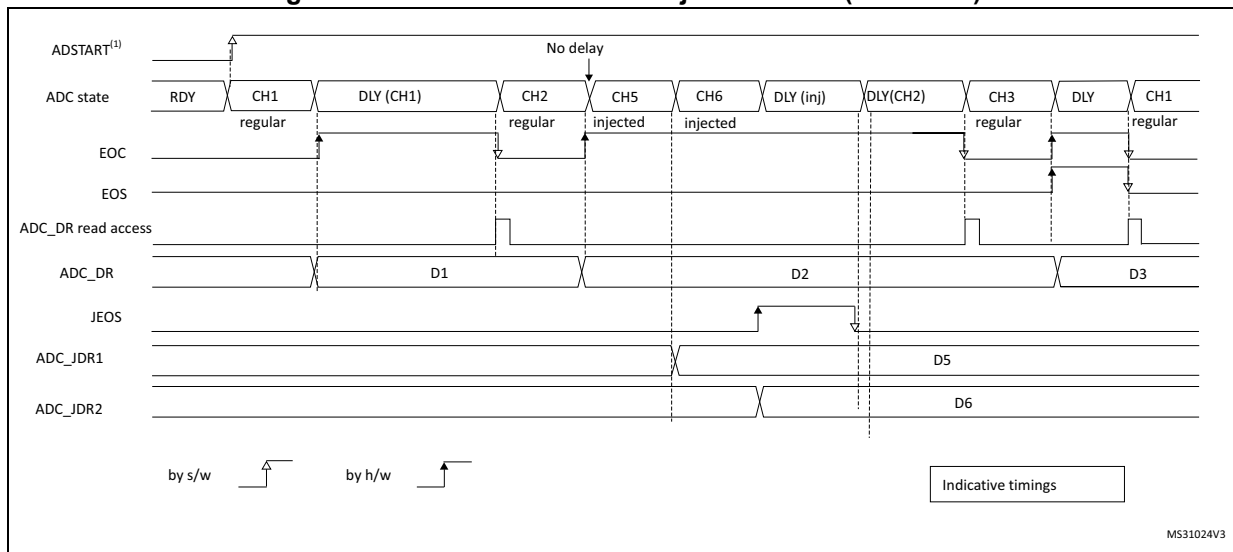 ADSTART(1)
No delay
ADC state RDY CH1 DLY (CH1) CH2 CH5 CH6 DLY (inj) DLY(CH2) CH3 DLY CH1
regular regular injected injected regular regular
EOC
EOS
ADC_DR read access
ADC_DR D1 D2 D3
JEOS
ADC_JDR1 D5
ADC_JDR2 D6
by s/w by h/w Indicative timings
MS31024V3